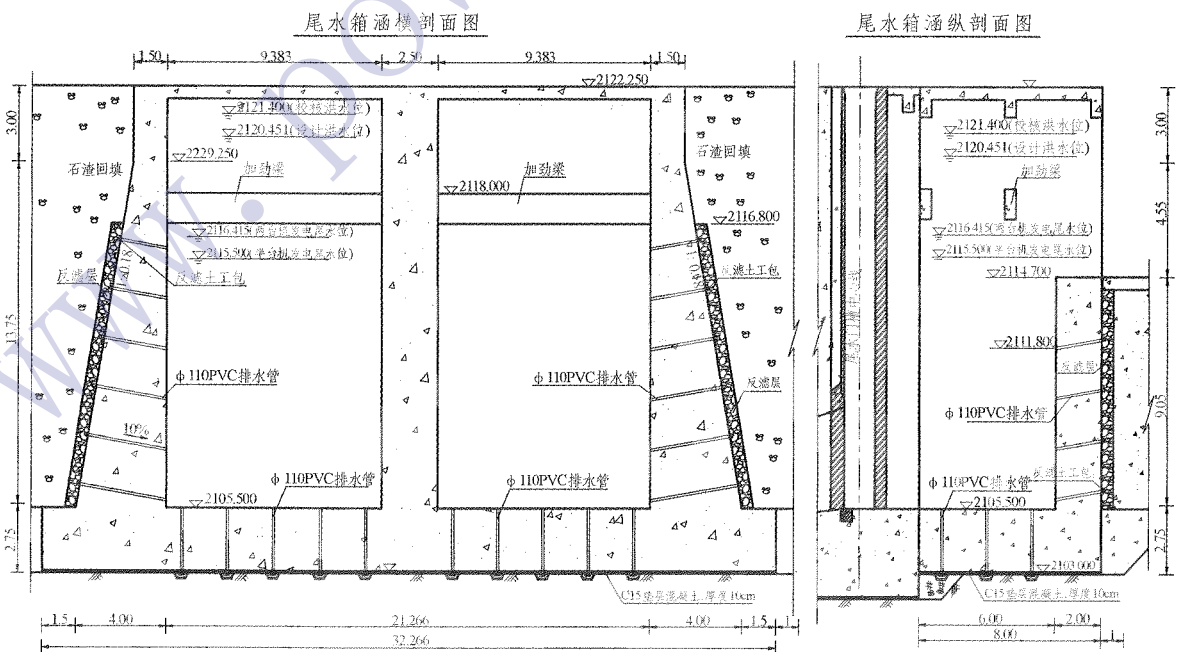 尾水箱涵横剖面图
1.50
9.383
2.50
9.383
1.50
2122.250
3.00
2121.400(校核洪水位)
2120.451(设计洪水位)
2229.250
石渣回填
加劲梁
2118.000
加劲梁
石渣回填
2116.800
2116.415(两台机发电尾水位)
2115.500(半台机发电尾水位)
反滤层
1:0.18
反滤土工包
1:0.18
反滤土工包
13.75
φ110PVC排水管
φ110PVC排水管
反滤层
10%
φ110PVC排水管
φ110PVC排水管
2105.500
2.75
C15垫层混凝土,厚度10cm
1.5
4.00
21.266
4.00
1.5
1
32.266
尾水箱涵纵剖面图
3.00
2121.400(校核洪水位)
2120.451(设计洪水位)
加劲梁
4.55
2116.415(两台机发电尾水位)
2115.500(半台机发电尾水位)
2114.700
2111.800
反滤层
φ110PVC排水管
9.05
反滤土工包
φ110PVC排水管
2105.500
2.75
2103.000
C15垫层混凝土,厚度10cm
6.00
2.00
8.00
1
www.pow